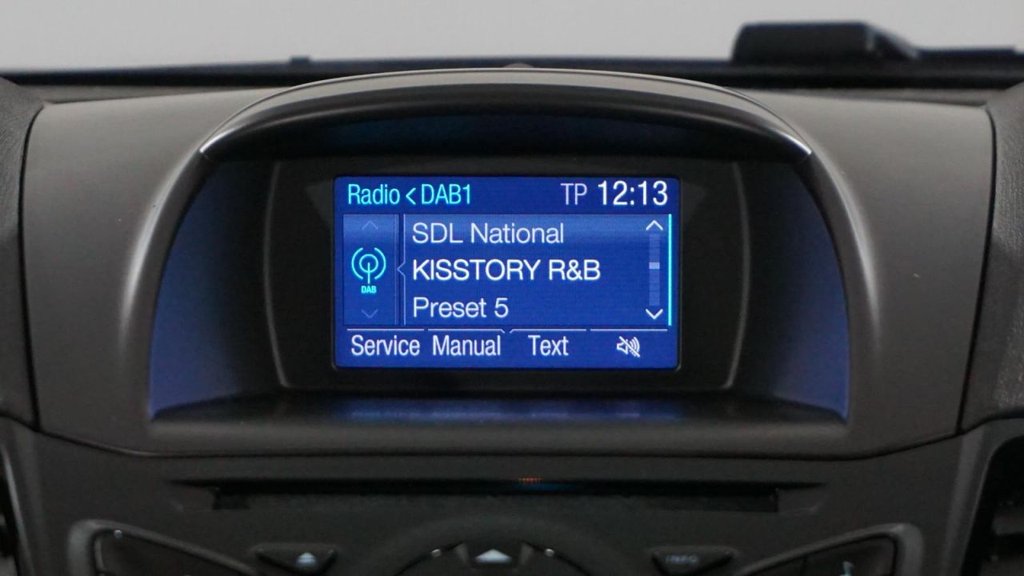 Radio < DAB1 TP 12:13
SDL National
KISSTORY R&B
DAB
Preset 5
Service Manual Text